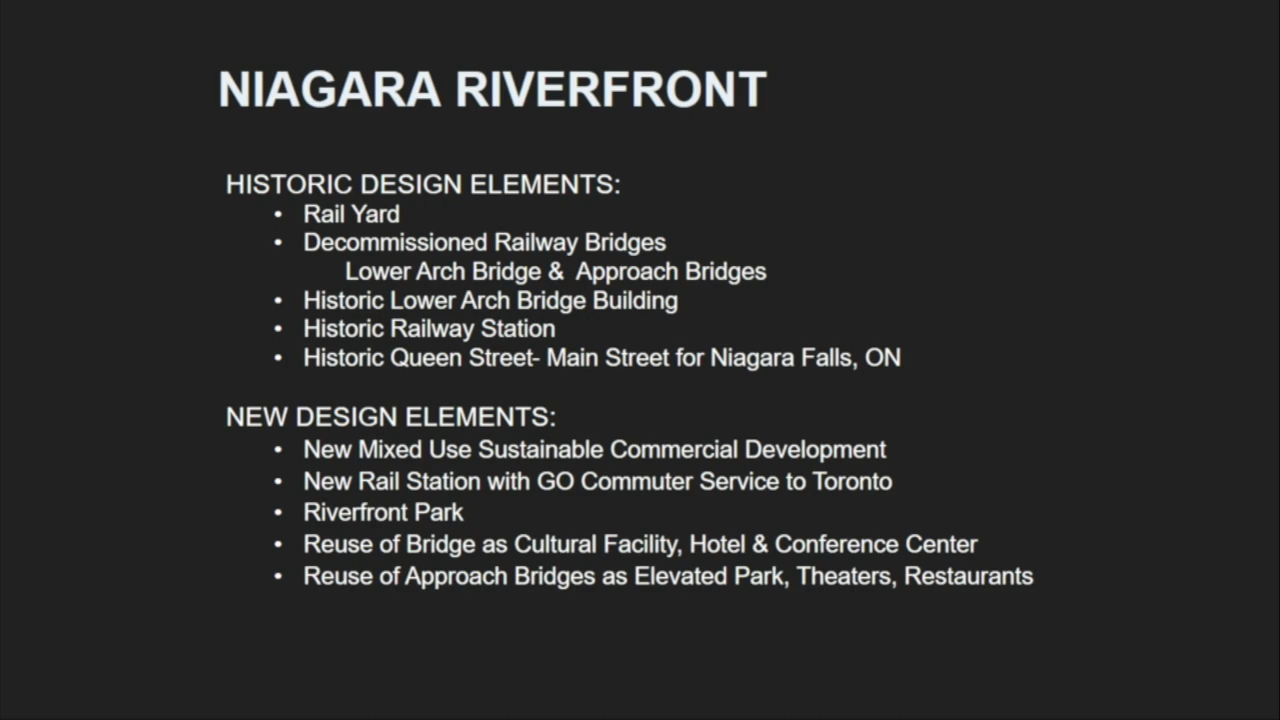 NIAGARA RIVERFRONT
HISTORIC DESIGN ELEMENTS:
• Rail Yard
• Decommissioned Railway Bridges
Lower Arch Bridge & Approach Bridges
• Historic Lower Arch Bridge Building
• Historic Railway Station
• Historic Queen Street- Main Street for Niagara Falls, ON
NEW DESIGN ELEMENTS:
• New Mixed Use Sustainable Commercial Development
• New Rail Station with GO Commuter Service to Toronto
• Riverfront Park
• Reuse of Bridge as Cultural Facility, Hotel & Conference Center
• Reuse of Approach Bridges as Elevated Park, Theaters, Restaurants